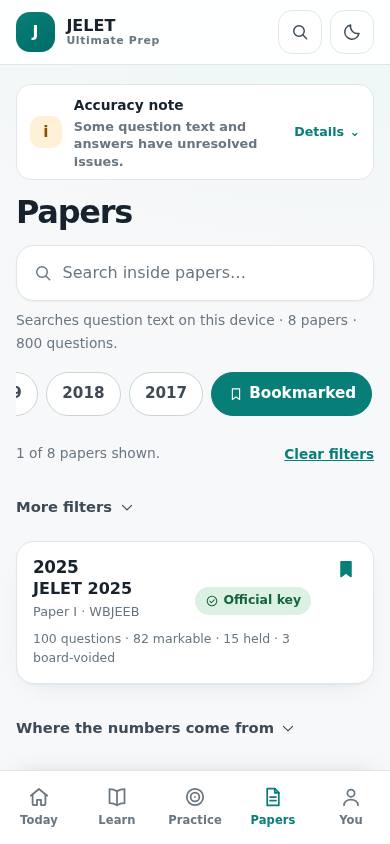 J
JELET
Ultimate Prep
i
Accuracy note
Some question text and
answers have unresolved
issues.
Details
Papers
Search inside papers…
Searches question text on this device · 8 papers ·
800 questions.
9
2018
2017
Bookmarked
1 of 8 papers shown.
Clear filters
More filters
2025
JELET 2025
Paper I · WBJEEB
Official key
100 questions · 82 markable · 15 held · 3
board-voided
Where the numbers come from
Today
Learn
Practice
Papers
You